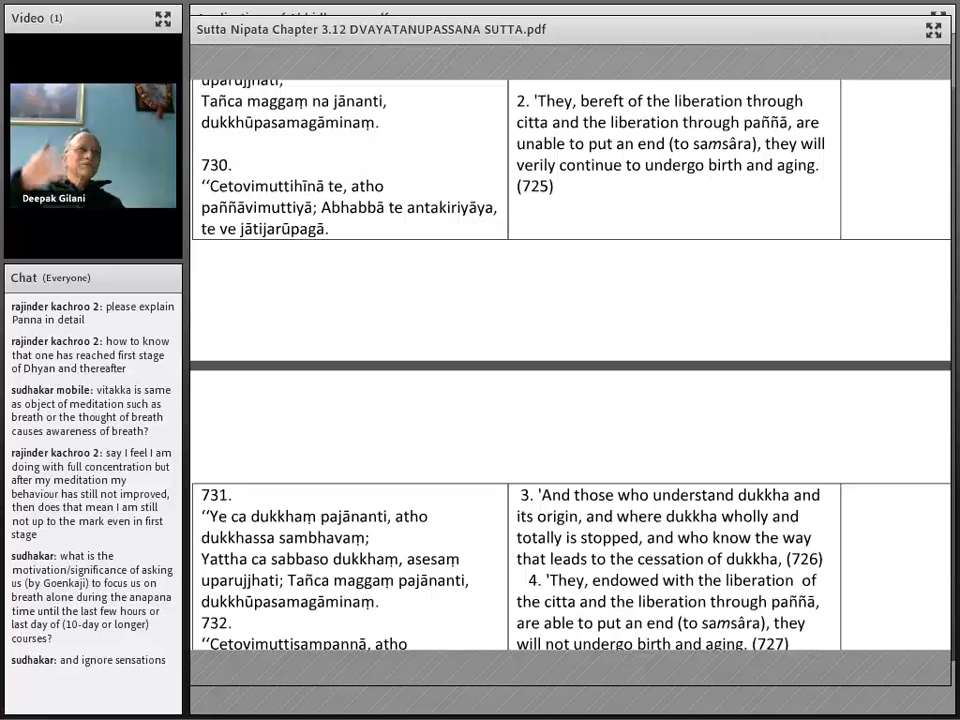 Video (1)
Deepak Gilani
Chat (Everyone)
rajinder kachroo 2: please explain
Panna in detail
rajinder kachroo 2: how to know
that one has reached first stage
of Dhyan and thereafter
sudhakar mobile: vitakka is same
as object of meditation such as
breath or the thought of breath
causes awareness of breath?
rajinder kachroo 2: say I feel I am
doing with full concentration but
after my meditation my
behaviour has still not improved,
then does that mean I am still
not up to the mark even in first
stage
sudhakar: what is the
motivation/significance of asking
us (by Goenkaji) to focus us on
breath alone during the anapana
time until the last few hours or
last day of (10-day or longer)
courses?
sudhakar: and ignore sensations
Sutta Nipata Chapter 3.12 DVAYATANUPASSANA SUTTA.pdf
uparujjhati;
Tañca maggaṃ na jānanti,
dukkhūpasamagāminaṃ.
730.
‘‘Cetovimuttihīnā te, atho
paññāvimuttiyā; Abhabbā te antakiriyāya,
te ve jātijarūpagā.
2. 'They, bereft of the liberation through
citta and the liberation through paññā, are
unable to put an end (to samsâra), they will
verily continue to undergo birth and aging.
(725)
731.
‘‘Ye ca dukkhaṃ pajānanti, atho
dukkhassa sambhavaṃ;
Yattha ca sabbaso dukkhaṃ, asesaṃ
uparujjhati; Tañca maggaṃ pajānanti,
dukkhūpasamagāminaṃ.
732.
‘‘Cetovimuttisampannā, atho
3. 'And those who understand dukkha and
its origin, and where dukkha wholly and
totally is stopped, and who know the way
that leads to the cessation of dukkha, (726)
4. 'They, endowed with the liberation of
the citta and the liberation through paññā,
are able to put an end (to samsâra), they
will not undergo birth and aging. (727)